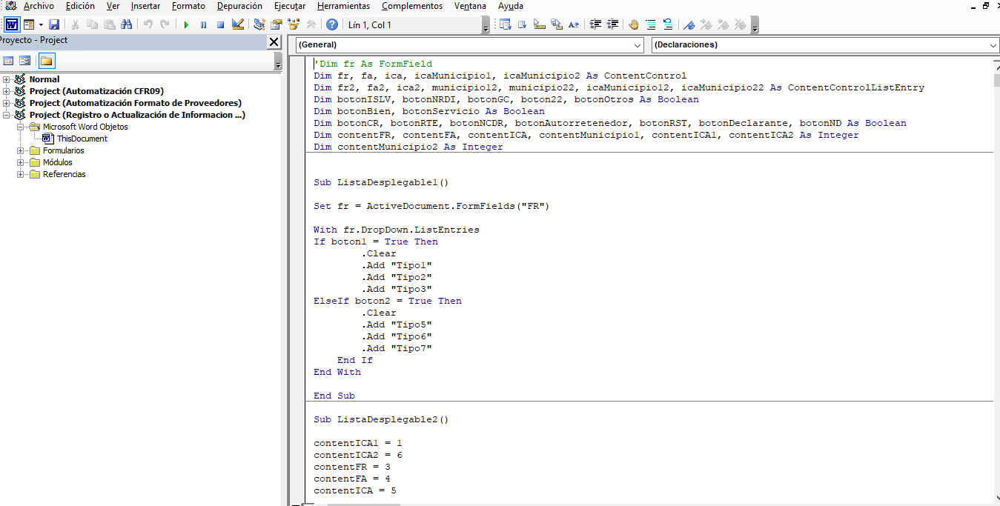 Archivo Edición Ver Insertar Formato Depuración Ejecutar Herramientas Complementos Ventana Ayuda
Lín 1, Col 1
Proyecto - Project
Normal
Project (Automatización CFR09)
Project (Automatización Formato de Proveedores)
Project (Registro o Actualización de Informacion ...)
Microsoft Word Objetos
ThisDocument
Formularios
Módulos
Referencias
(General) (Declaraciones)
'Dim fr As FormField
Dim fr, fa, ica, icaMunicipio1, icaMunicipio2 As ContentControl
Dim fr2, fa2, ica2, municipio12, municipio22, icaMunicipio12, icaMunicipio22 As ContentControlListEntry
Dim botonISLV, botonNRDI, botonGC, boton22, botonOtros As Boolean
Dim botonBien, botonServicio As Boolean
Dim botonCR, botonRTE, botonNCDR, botonAutorretenedor, botonRST, botonDeclarante, botonND As Boolean
Dim contentFR, contentFA, contentICA, contentMunicipio1, contentICA1, contentICA2 As Integer
Dim contentMunicipio2 As Integer
Sub ListaDesplegable1()
Set fr = ActiveDocument.FormFields("FR")
With fr.DropDown.ListEntries
If boton1 = True Then
.Clear
.Add "Tipo1"
.Add "Tipo2"
.Add "Tipo3"
ElseIf boton2 = True Then
.Clear
.Add "Tipo5"
.Add "Tipo6"
.Add "Tipo7"
End If
End With
End Sub
Sub ListaDesplegable2()
contentICA1 = 1
contentICA2 = 6
contentFR = 3
contentFA = 4
contentICA = 5